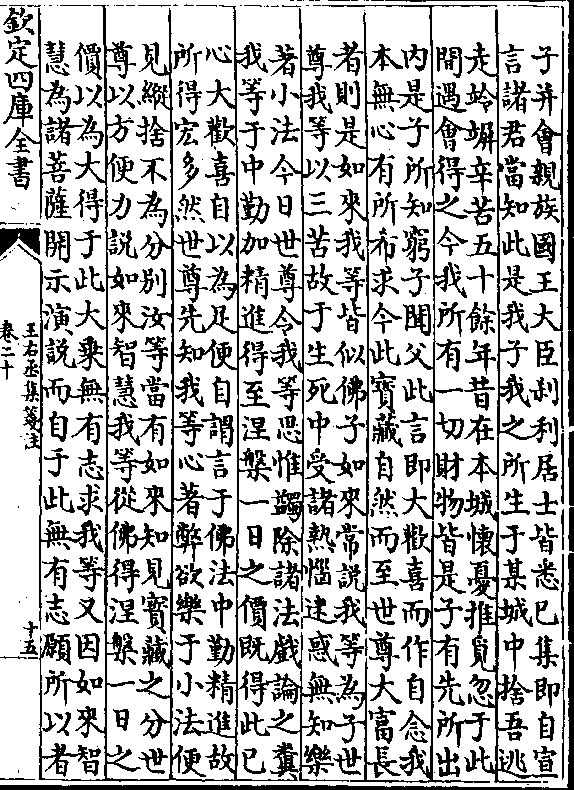 子并會親族國王大臣刹利居士皆悉已集即自宣
言諸君當知此是我子我之所生于某城中捨吾逃
走竛竮辛苦五十餘年昔在本城懷憂推覓忽于此
間遇會得之今我所有一切財物皆是子有先所出
内是子所知窮子聞父此言即大歡喜而作自念我
本無心有所希求今此寶藏自然而至世尊大富長
者則是如來我等皆似佛子如來常説我等為子世
尊我等以三苦故于生死中受諸熱惱迷惑無知樂
著小法今日世尊令我等思惟蠲除諸法戲論之糞
我等于中勤加精進得至涅槃一日之價既得此已
心大歡喜自以為足便自謂言于佛法中勤精進故
所得宏多然世尊先知我等心著弊欲樂于小法便
見縱捨不為分别汝等當有如來知見寶藏之分世
尊以方便力説如來智慧我等從佛得涅槃一日之
價以為大得于此大乗無有志求我等又因如來智
慧為諸菩薩開示演説而自于此無有志願所以者
欽定四庫全書
王右丞集箋注
卷二十
十五